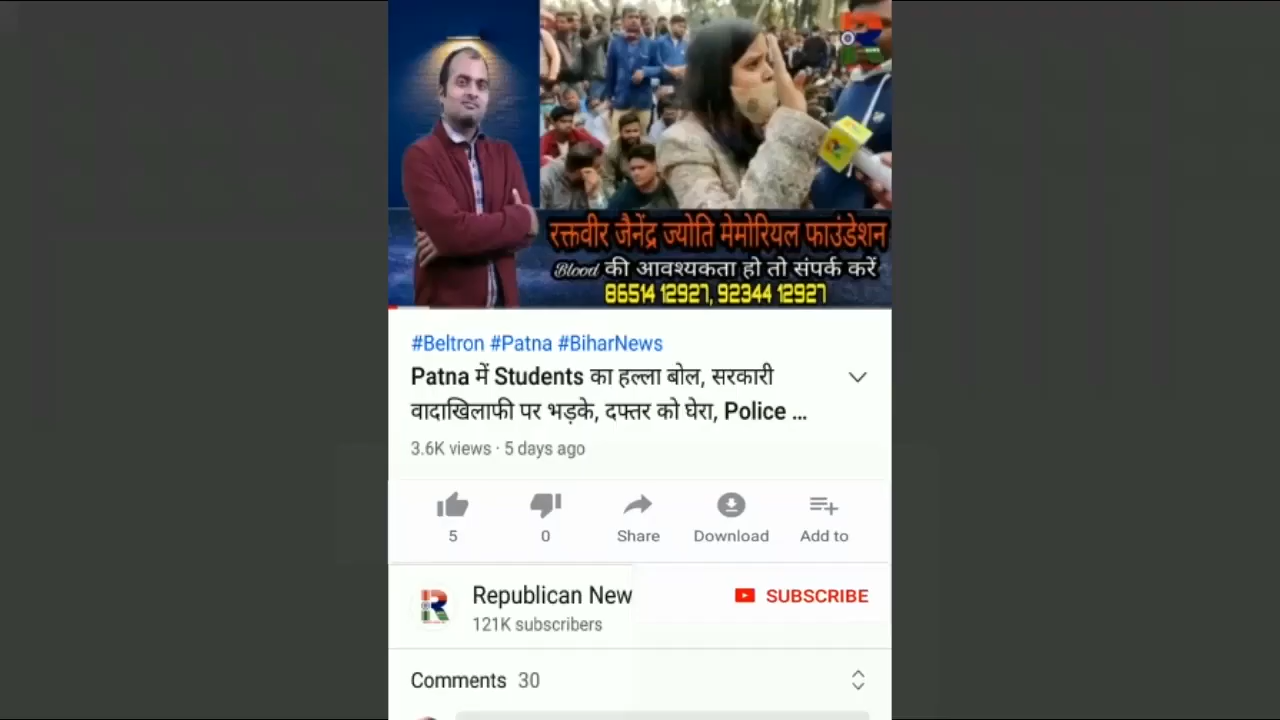 रक्तवीर जैनेंद्र ज्योति मेमोरियल फाउंडेशन
Blood की आवश्यकता हो तो संपर्क करें
86514 12927, 92344 12927
#Beltron #Patna #BiharNews
Patna में Students का हल्ला बोल, सरकारी
वादाखिलाफी पर भड़के, दफ्तर को घेरा, Police ...
3.6K views · 5 days ago
5
0
Share
Download
Add to
Republican New
SUBSCRIBE
121K subscribers
Comments 30